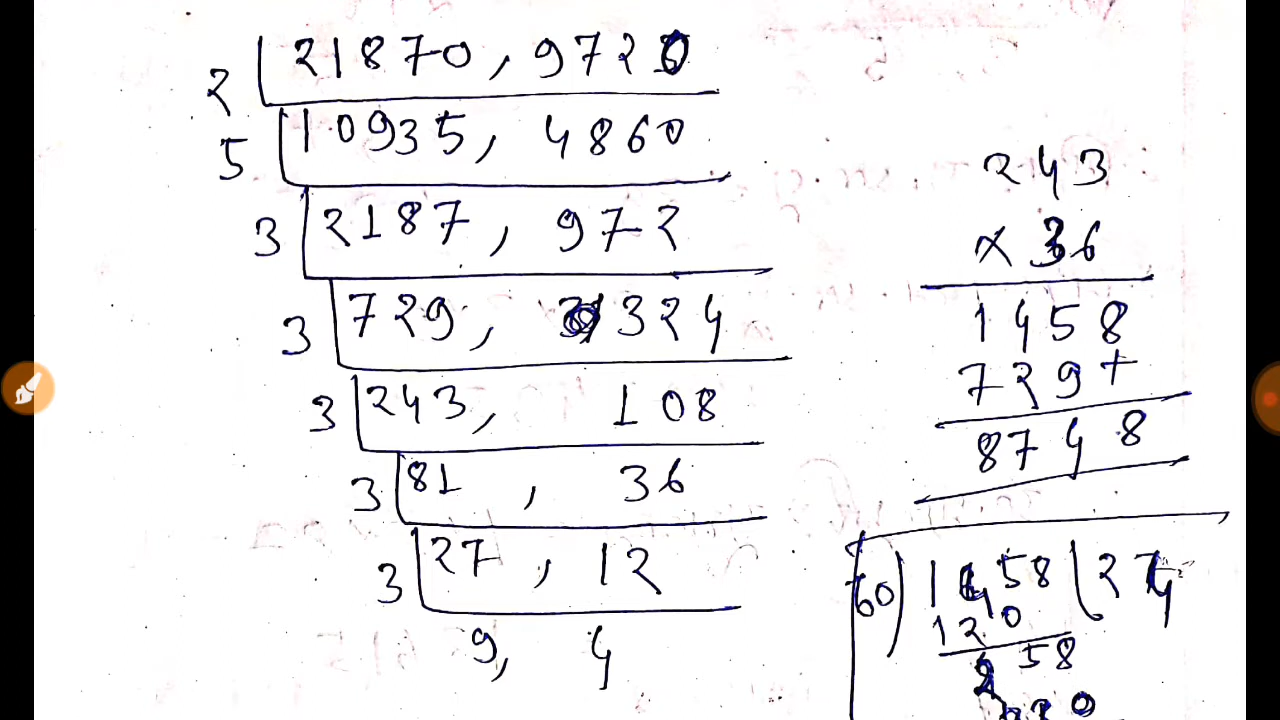 2 | 21870, 9720
5 | 10935, 4860
3 | 2187, 972
3 | 729, 324
3 | 243, 108
3 | 81, 36
3 | 27, 12
9, 4
243
× 36
1458
729+
8748
60) 1458 (24
120
258